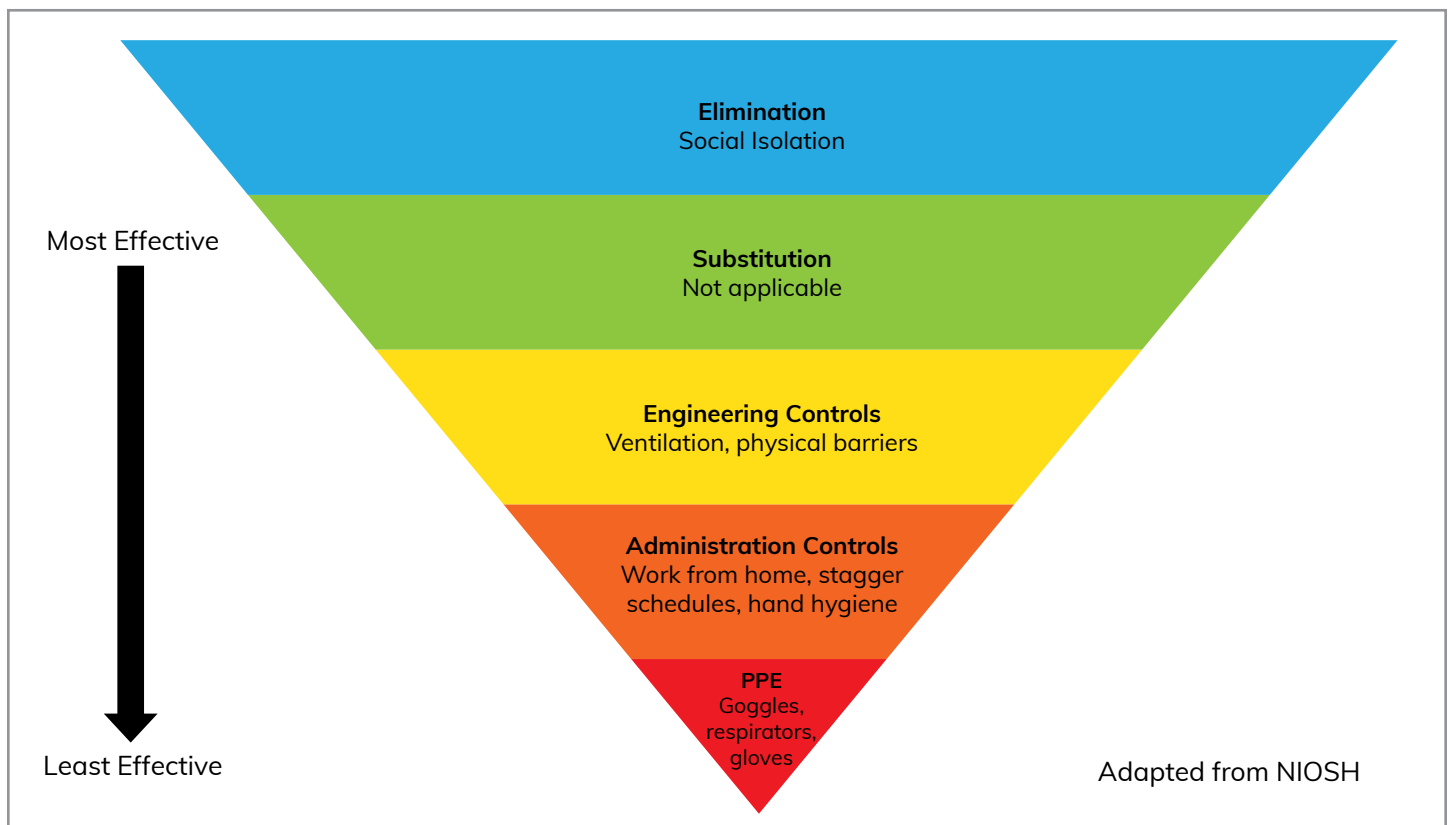 Elimination
Social Isolation
Most Effective
Substitution
Not applicable
Engineering Controls
Ventilation, physical barriers
Administration Controls
Work from home, stagger
schedules, hand hygiene
PPE
Goggles,
respirators,
gloves
Least Effective
Adapted from NIOSH